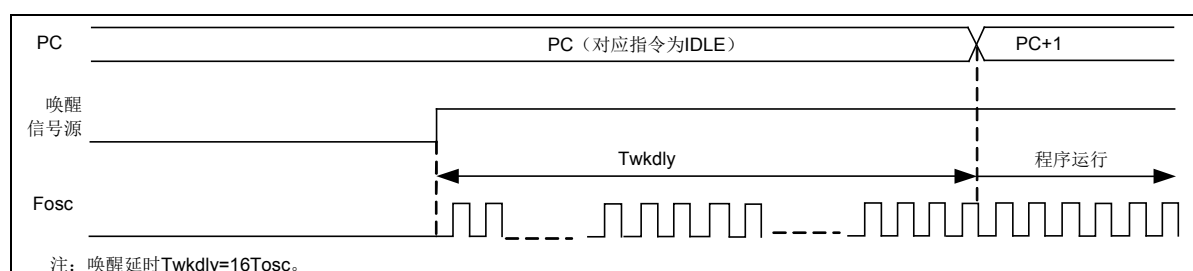 PC
PC（对应指令为IDLE）
PC+1
唤醒
信号源
Twkdly
程序运行
Fosc
注：唤醒延时Twkdly=16Tosc。